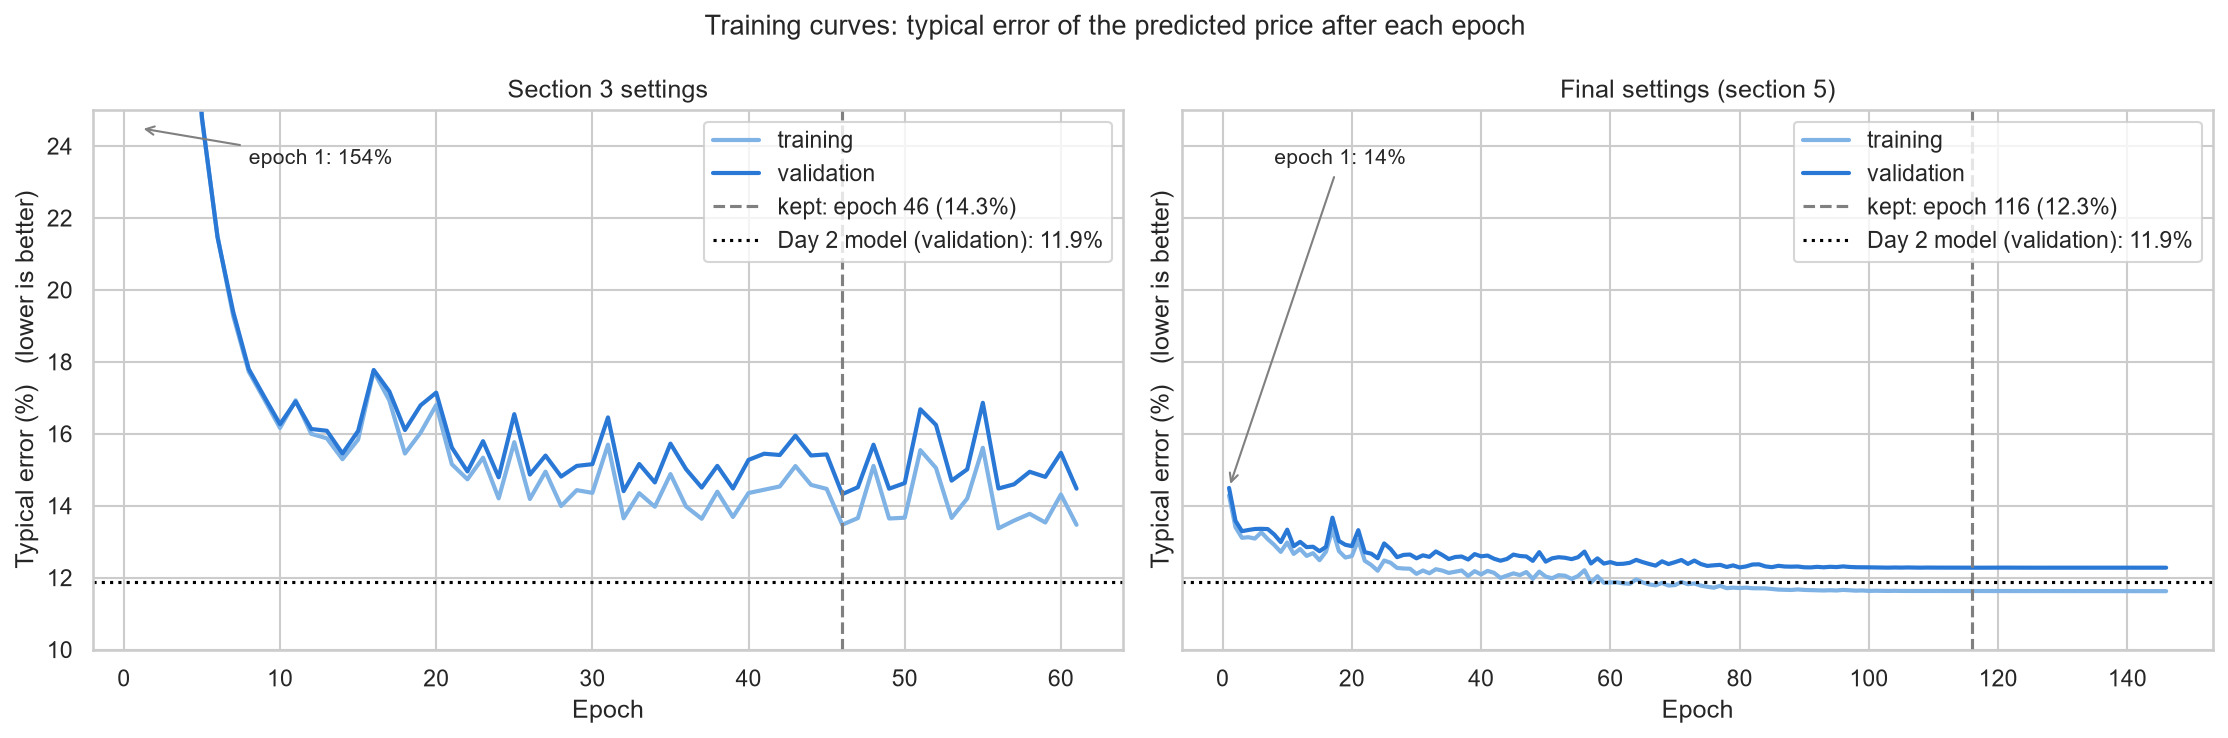 Training curves: typical error of the predicted price after each epoch
Section 3 settings
Typical error (%)   (lower is better)
24
22
20
18
16
14
12
10
epoch 1: 154%
training
validation
kept: epoch 46 (14.3%)
Day 2 model (validation): 11.9%
0 10 20 30 40 50 60
Epoch
Final settings (section 5)
Typical error (%)   (lower is better)
epoch 1: 14%
training
validation
kept: epoch 116 (12.3%)
Day 2 model (validation): 11.9%
0 20 40 60 80 100 120 140
Epoch